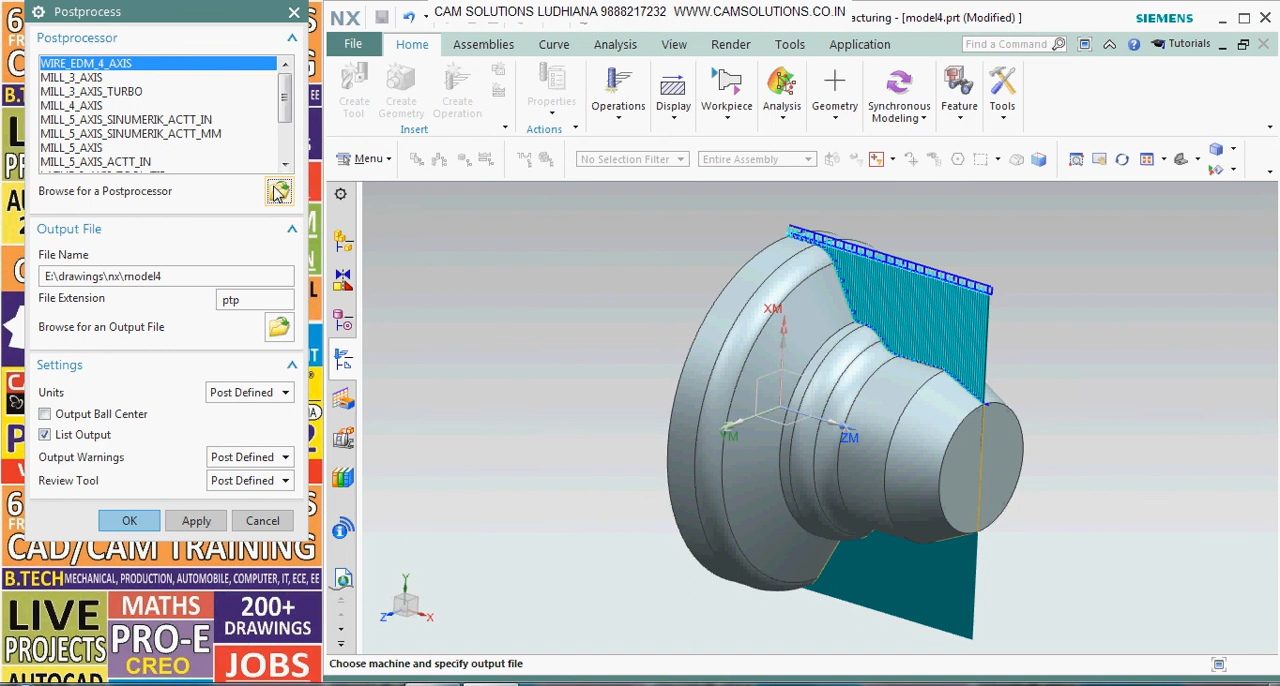 Postprocess
Postprocessor
WIRE_EDM_4_AXIS
MILL_3_AXIS
MILL_3_AXIS_TURBO
MILL_4_AXIS
MILL_5_AXIS_SINUMERIK_ACTT_IN
MILL_5_AXIS_SINUMERIK_ACTT_MM
MILL_5_AXIS
MILL_5_AXIS_ACTT_IN
Browse for a Postprocessor
Output File
File Name
E:\drawings\nx\model4
File Extension
ptp
Browse for an Output File
Settings
Units
Post Defined
Output Ball Center
List Output
Output Warnings
Post Defined
Review Tool
Post Defined
OK
Apply
Cancel
CAD/CAM TRAINING
B.TECH MECHANICAL, PRODUCTION, AUTOMOBILE, COMPUTER, IT, ECE, EE
LIVE
PROJECTS
MATHS
PRO-E
CREO
200+
DRAWINGS
JOBS
AUTOCAD
NX
CAM SOLUTIONS LUDHIANA 9888217232 WWW.CAMSOLUTIONS.CO.IN
acturing - [model4.prt (Modified) ]
SIEMENS
File
Home
Assemblies
Curve
Analysis
View
Render
Tools
Application
Find a Command
Tutorials
Create Tool
Create Geometry
Create Operation
Insert
Properties
Actions
Operations
Display
Workpiece
Analysis
Geometry
Synchronous Modeling
Feature
Tools
Menu
No Selection Filter
Entire Assembly
XM
YM
ZM
Y
Z
X
Choose machine and specify output file